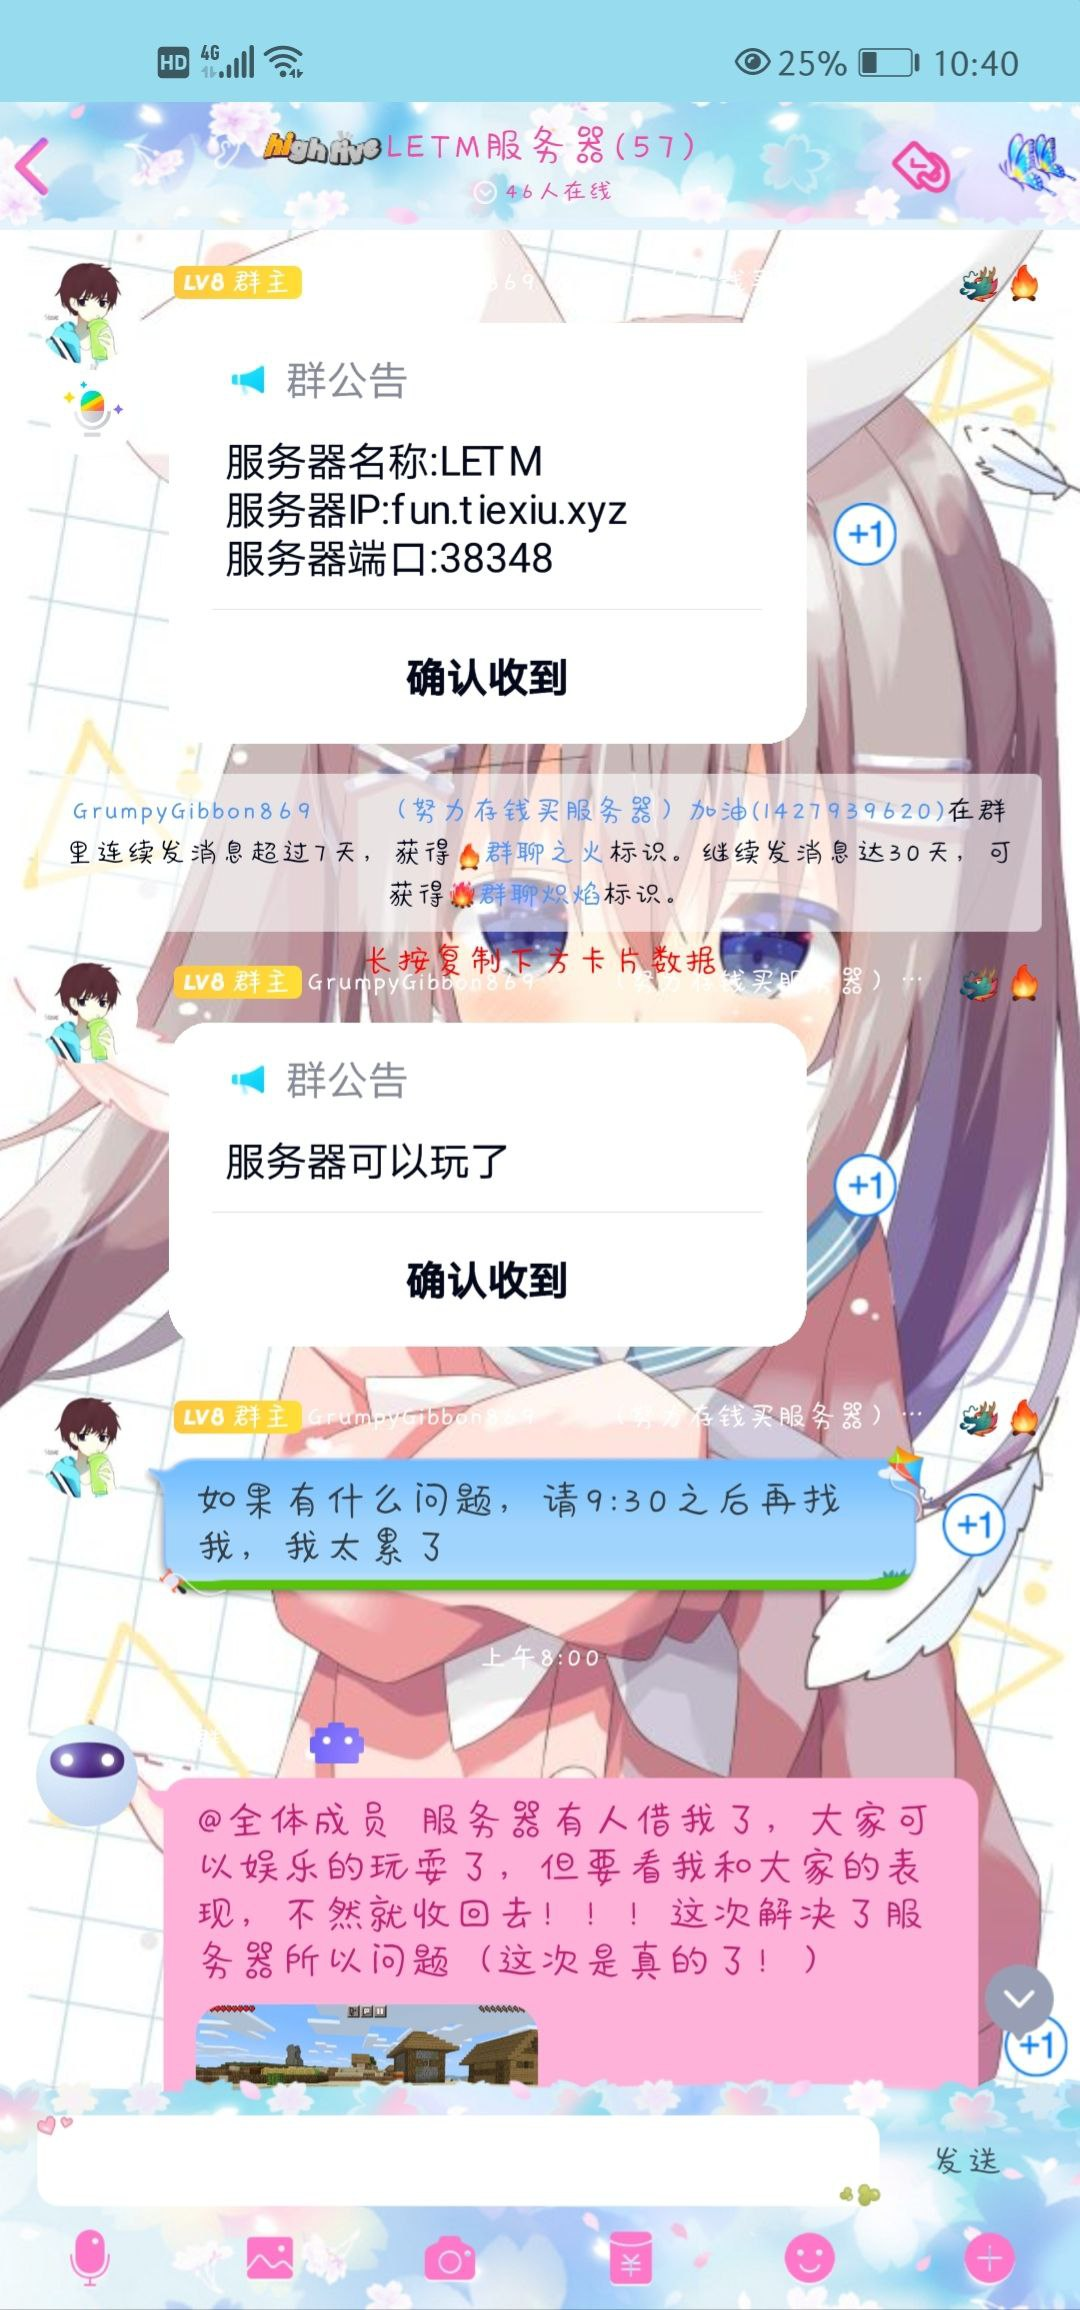 HD 4G 25% 10:40
high five LETM服务器(57)
46人在线
LV8 群主
群公告
服务器名称:LETM
服务器IP:fun.tiexiu.xyz
服务器端口:38348
+1
确认收到
GrumpyGibbon869 （努力存钱买服务器）加油(1427939620)在群
里连续发消息超过7天，获得群聊之火标识。继续发消息达30天，可
获得群聊炽焰标识。
长按复制下方卡片数据
LV8 群主 GrumpyGibbon869 （努力存钱买服务器）…
群公告
服务器可以玩了
+1
确认收到
LV8 群主 GrumpyGibbon869 （努力存钱买服务器）…
如果有什么问题，请9:30之后再找
我，我太累了
+1
上午8:00
@全体成员 服务器有人借我了，大家可
以娱乐的玩耍了，但要看我和大家的表
现，不然就收回去！！！这次解决了服
务器所以问题（这次是真的了！）
+1
发送